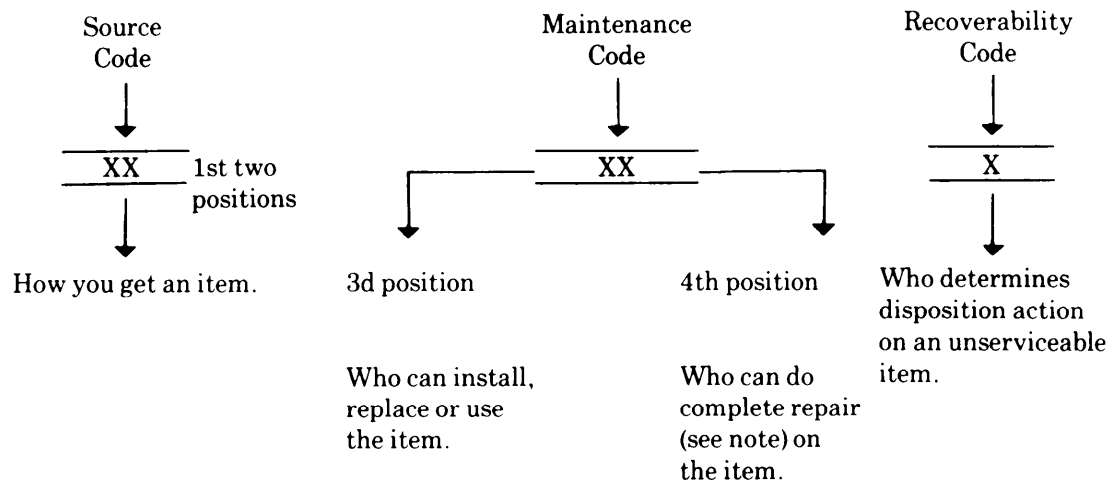 Source
Code
XX
1st two
positions
How you get an item.
Maintenance
Code
XX
3d position
Who can install,
replace or use
the item.
4th position
Who can do
complete repair
(see note) on
the item.
Recoverability
Code
X
Who determines
disposition action
on an unserviceable
item.